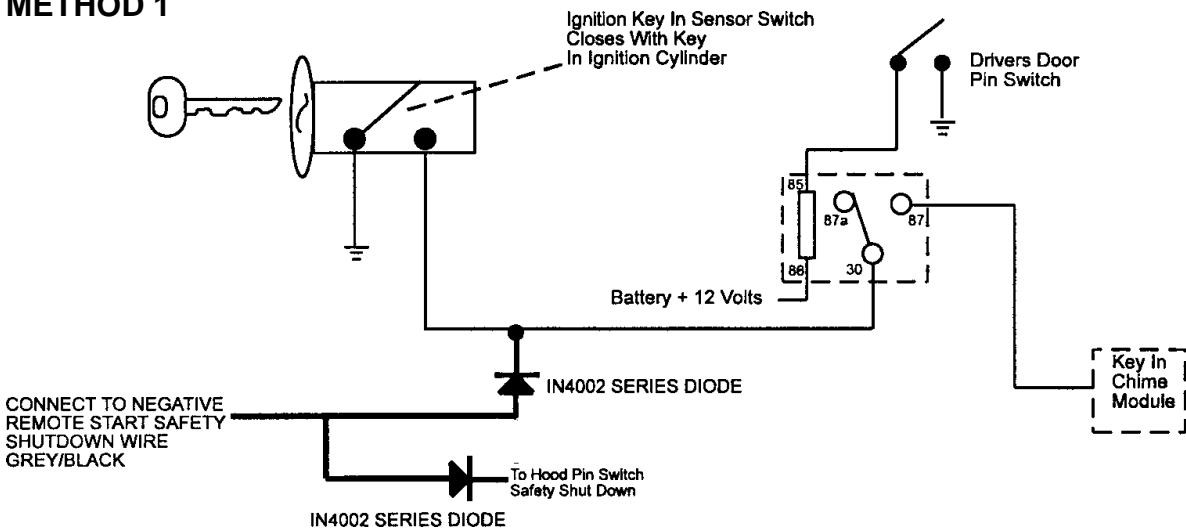 METHOD 1
Ignition Key In Sensor Switch
Closes With Key
In Ignition Cylinder
Drivers Door
Pin Switch
85
87a
87
86
30
Battery + 12 Volts
IN4002 SERIES DIODE
Key In
Chime
Module
CONNECT TO NEGATIVE
REMOTE START SAFETY
SHUTDOWN WIRE
GREY/BLACK
To Hood Pin Switch
Safety Shut Down
IN4002 SERIES DIODE